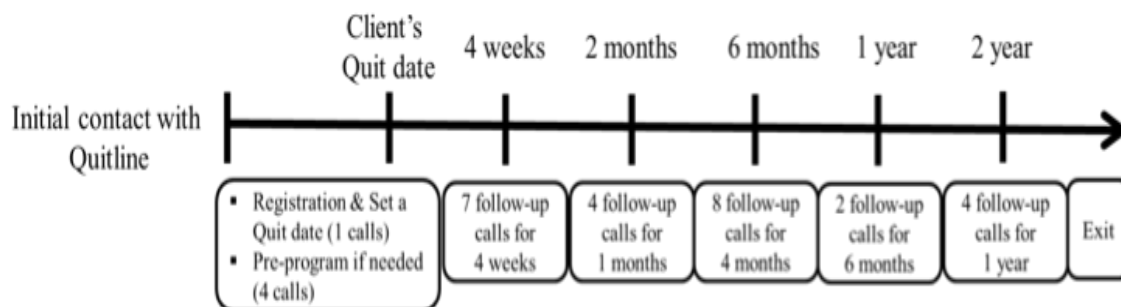 Client's
Quit date
4 weeks
2 months
6 months
1 year
2 year
Initial contact with
Quitline
▪ Registration & Set a
Quit date (1 calls)
▪ Pre-program if needed
(4 calls)
7 follow-up
calls for
4 weeks
4 follow-up
calls for
1 months
8 follow-up
calls for
4 months
2 follow-up
calls for
6 months
4 follow-up
calls for
1 year
Exit